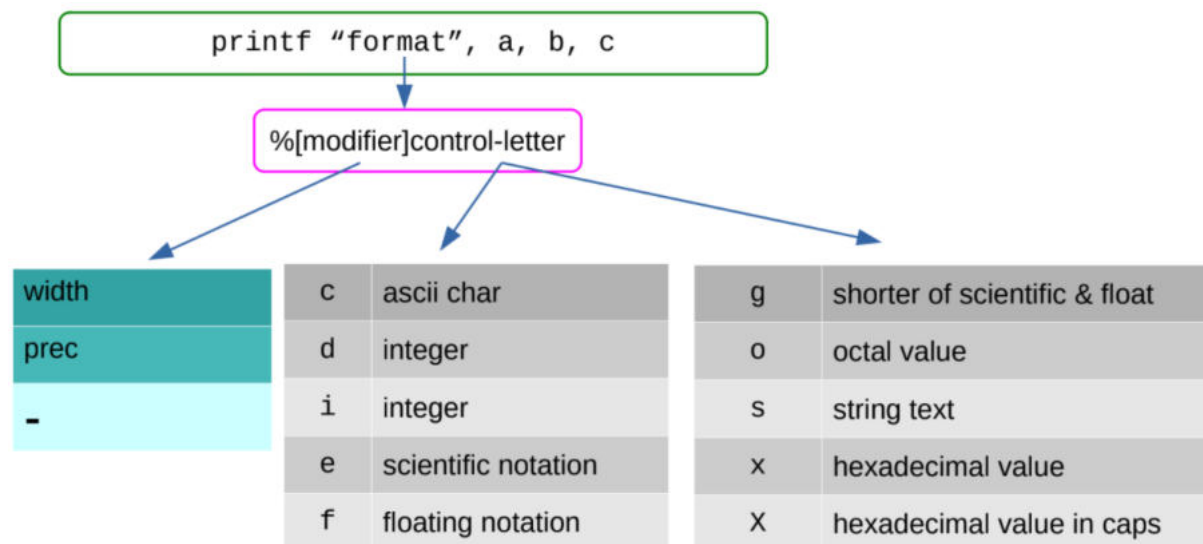 printf “format”, a, b, c
%[modifier]control-letter
width
prec
-
c ascii char
d integer
i integer
e scientific notation
f floating notation
g shorter of scientific & float
o octal value
s string text
x hexadecimal value
X hexadecimal value in caps